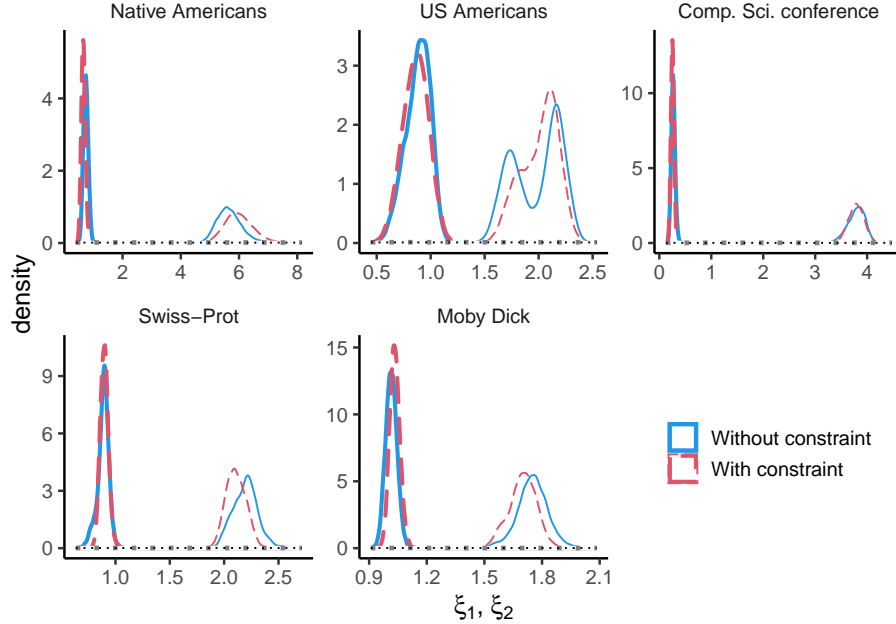 Native Americans
US Americans
Comp. Sci. conference
density
4
2
0
2 4 6 8
3
2
1
0
0.5 1.0 1.5 2.0 2.5
10
5
0
0 1 2 3 4
Swiss−Prot
Moby Dick
9
6
3
0
1.0 1.5 2.0 2.5
15
10
5
0
0.9 1.2 1.5 1.8 2.1
ξ₁, ξ₂
Without constraint
With constraint